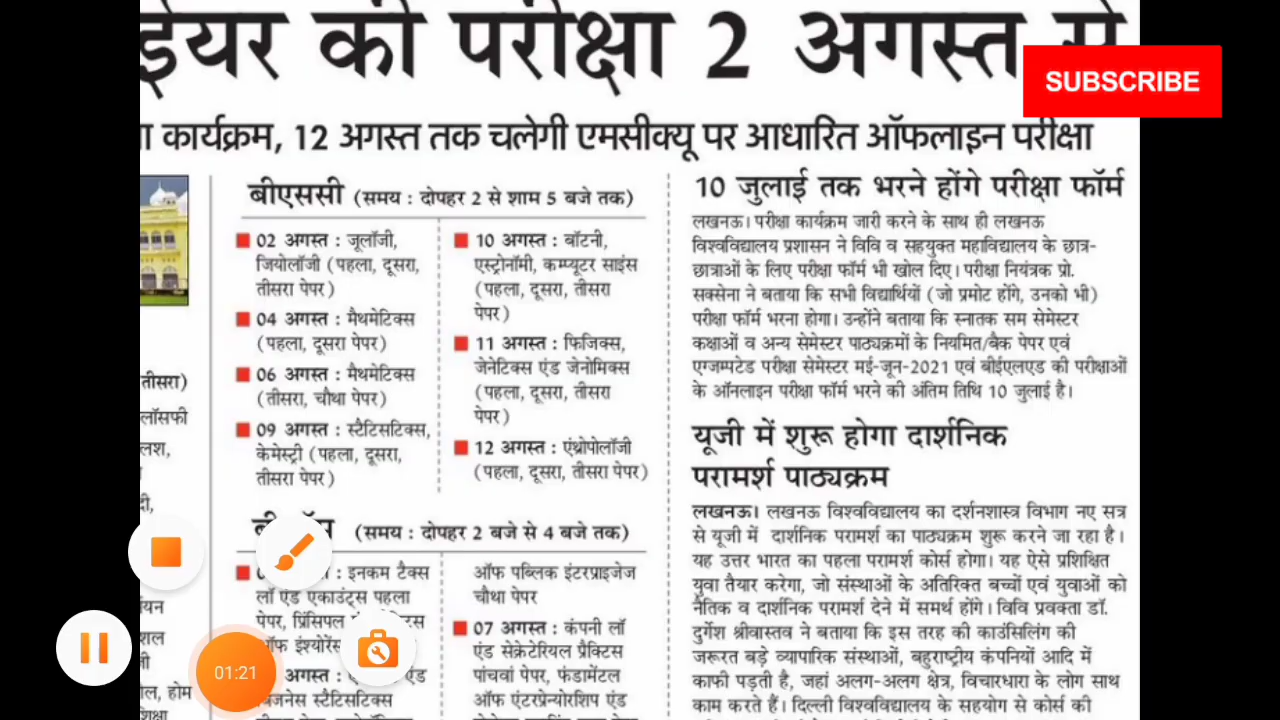 ईयर की परीक्षा 2 अगस्त से
SUBSCRIBE
कार्यक्रम, 12 अगस्त तक चलेगी एमसीक्यू पर आधारित ऑफलाइन परीक्षा
तीसरा)
बीएससी (समय : दोपहर 2 से शाम 5 बजे तक)
02 अगस्त : जूलॉजी,
जियोलॉजी (पहला, दूसरा,
तीसरा पेपर)
04 अगस्त : मैथमेटिक्स
(पहला, दूसरा पेपर)
06 अगस्त : मैथमेटिक्स
(तीसरा, चौथा पेपर)
09 अगस्त : स्टैटिसटिक्स,
केमेस्ट्री (पहला, दूसरा,
तीसरा पेपर)
10 अगस्त : बॉटनी,
एस्ट्रोनॉमी, कम्प्यूटर साइंस
(पहला, दूसरा, तीसरा
पेपर)
11 अगस्त : फिजिक्स,
जेनेटिक्स एंड जेनोमिक्स
(पहला, दूसरा, तीसरा
पेपर)
12 अगस्त : एंथ्रोपोलॉजी
(पहला, दूसरा, तीसरा पेपर)
(समय : दोपहर 2 बजे से 4 बजे तक)
: इनकम टैक्स
लॉ एंड एकाउंट्स पहला
पेपर, प्रिंसिपल
ऑफ इंश्योरेंस
अगस्त :
बिजनेस स्टैटिसटिक्स
ऑफ पब्लिक इंटरप्राइजेज
चौथा पेपर
07 अगस्त : कंपनी लॉ
एंड सेक्रेटेरियल प्रैक्टिस
पांचवां पेपर, फंडामेंटल
ऑफ एंटरप्रेन्योरशिप एंड
10 जुलाई तक भरने होंगे परीक्षा फॉर्म
लखनऊ। परीक्षा कार्यक्रम जारी करने के साथ ही लखनऊ
विश्वविद्यालय प्रशासन ने विवि व सहयुक्त महाविद्यालय के छात्र-
छात्राओं के लिए परीक्षा फॉर्म भी खोल दिए। परीक्षा नियंत्रक प्रो.
सक्सेना ने बताया कि सभी विद्यार्थियों (जो प्रमोट होंगे, उनको भी)
परीक्षा फॉर्म भरना होगा। उन्होंने बताया कि स्नातक सम सेमेस्टर
कक्षाओं व अन्य सेमेस्टर पाठ्यक्रमों के नियमित/बैक पेपर एवं
एग्जम्पटेड परीक्षा सेमेस्टर मई-जून-2021 एवं बीईएलएड की परीक्षाओं
के ऑनलाइन परीक्षा फॉर्म भरने की अंतिम तिथि 10 जुलाई है।
यूजी में शुरू होगा दार्शनिक
परामर्श पाठ्यक्रम
लखनऊ। लखनऊ विश्वविद्यालय का दर्शनशास्त्र विभाग नए सत्र
से यूजी में दार्शनिक परामर्श का पाठ्यक्रम शुरू करने जा रहा है।
यह उत्तर भारत का पहला परामर्श कोर्स होगा। यह ऐसे प्रशिक्षित
युवा तैयार करेगा, जो संस्थाओं के अतिरिक्त बच्चों एवं युवाओं को
नैतिक व दार्शनिक परामर्श देने में समर्थ होंगे। विवि प्रवक्ता डॉ.
दुर्गेश श्रीवास्तव ने बताया कि इस तरह की काउंसिलिंग की
जरूरत बड़े व्यापारिक संस्थाओं, बहुराष्ट्रीय कंपनियों आदि में
काफी पड़ती है, जहां अलग-अलग क्षेत्र, विचारधारा के लोग साथ
काम करते हैं। दिल्ली विश्वविद्यालय के सहयोग से कोर्स की
01:21